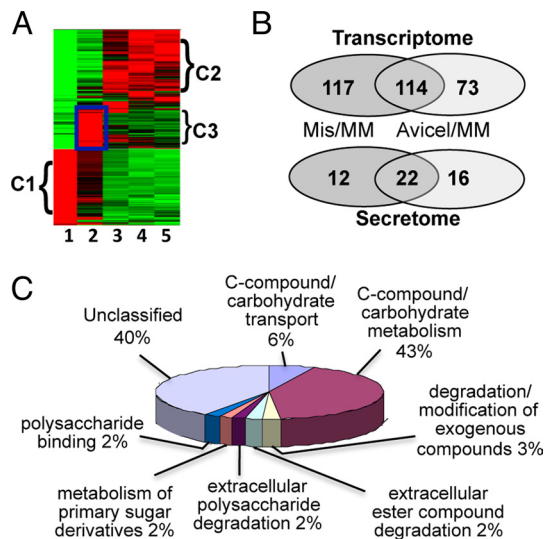 A
C2
C3
C1
1 2 3 4 5
B
Transcriptome
117 114 73
Mis/MM Avicel/MM
12 22 16
Secretome
C
Unclassified
40%
C-compound/
carbohydrate
transport
6%
C-compound/
carbohydrate
metabolism
43%
degradation/
modification of
exogenous
compounds 3%
extracellular
ester compound
degradation 2%
extracellular
polysaccharide
degradation 2%
metabolism of
primary sugar
derivatives 2%
polysaccharide
binding 2%